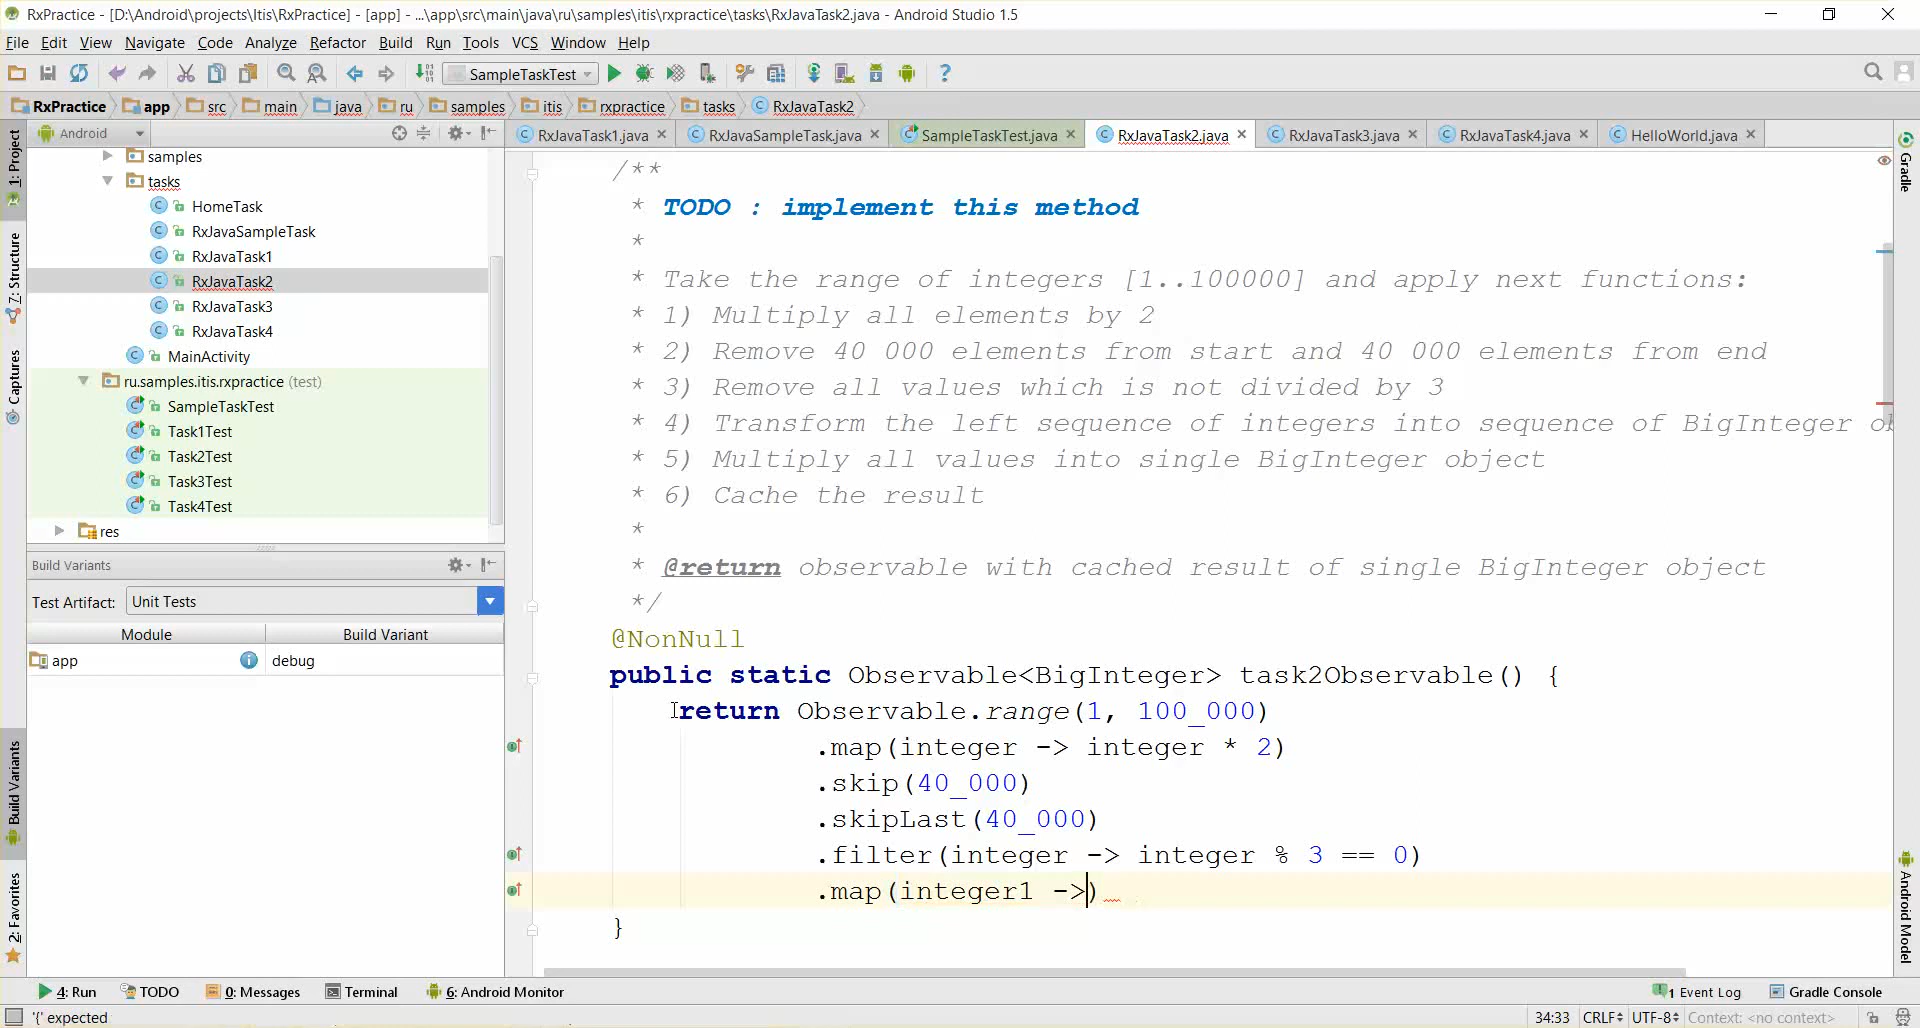 RxPractice - [D:\Android\projects\Itis\RxPractice] - [app] - ...\app\src\main\java\ru\samples\itis\rxpractice\tasks\RxJavaTask2.java - Android Studio 1.5
File Edit View Navigate Code Analyze Refactor Build Run Tools VCS Window Help
SampleTaskTest
RxPractice app src main java ru samples itis rxpractice tasks RxJavaTask2
Android
RxJavaTask1.java RxJavaSampleTask.java SampleTaskTest.java RxJavaTask2.java RxJavaTask3.java RxJavaTask4.java HelloWorld.java
1: Project
7: Structure
Captures
Build Variants
2: Favorites
samples
tasks
HomeTask
RxJavaSampleTask
RxJavaTask1
RxJavaTask2
RxJavaTask3
RxJavaTask4
MainActivity
ru.samples.itis.rxpractice (test)
SampleTaskTest
Task1Test
Task2Test
Task3Test
Task4Test
res
Build Variants
Test Artifact: Unit Tests
Module Build Variant
app debug
/**
* TODO : implement this method
*
* Take the range of integers [1..100000] and apply next functions:
* 1) Multiply all elements by 2
* 2) Remove 40 000 elements from start and 40 000 elements from end
* 3) Remove all values which is not divided by 3
* 4) Transform the left sequence of integers into sequence of BigInteger ob
* 5) Multiply all values into single BigInteger object
* 6) Cache the result
*
* @return observable with cached result of single BigInteger object
*/
@NonNull
public static Observable<BigInteger> task2Observable() {
return Observable.range(1, 100_000)
.map(integer -> integer * 2)
.skip(40_000)
.skipLast(40_000)
.filter(integer -> integer % 3 == 0)
.map(integer1 ->)
}
Gradle
Android Model
4: Run TODO 0: Messages Terminal 6: Android Monitor 1 Event Log Gradle Console
'{' expected 34:33 CRLF UTF-8 Context: <no context>